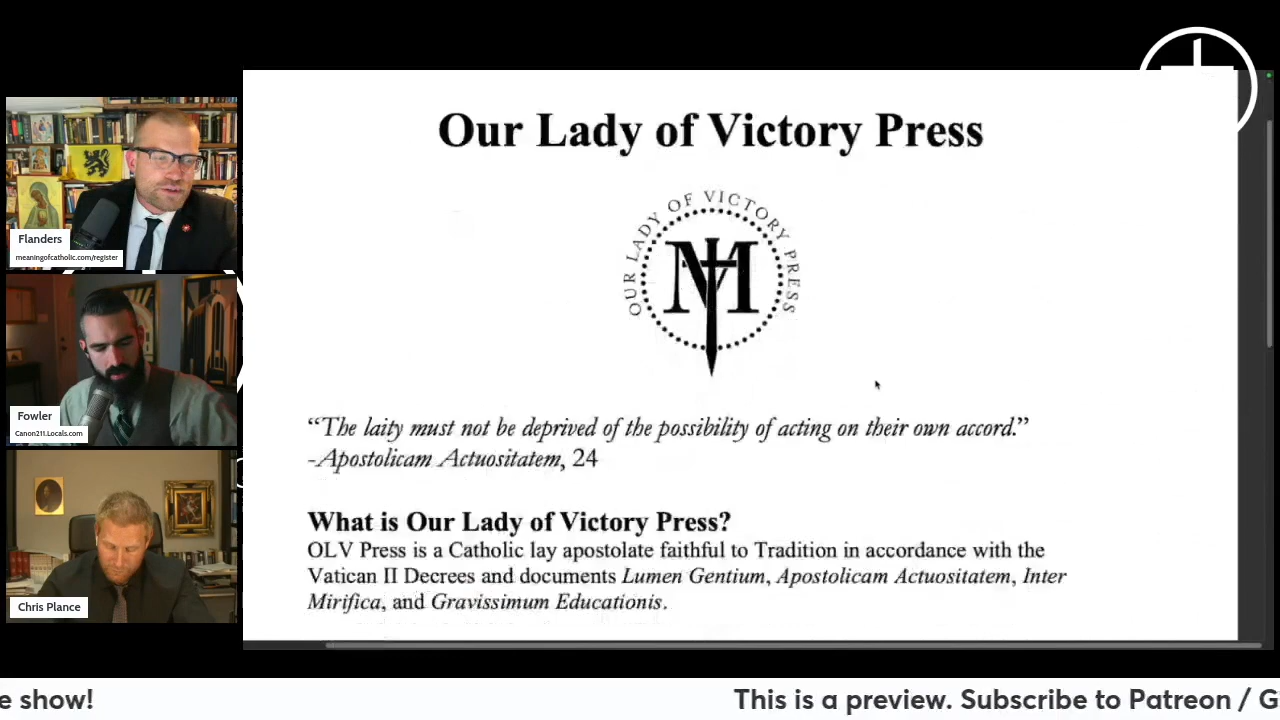 Flanders
meaningofcatholic.com/register
Fowler
Canon211.Locals.com
Chris Plance
Our Lady of Victory Press
OUR LADY OF VICTORY PRESS
M
“The laity must not be deprived of the possibility of acting on their own accord.”
-Apostolicam Actuositatem, 24
What is Our Lady of Victory Press?
OLV Press is a Catholic lay apostolate faithful to Tradition in accordance with the
Vatican II Decrees and documents Lumen Gentium, Apostolicam Actuositatem, Inter
Mirifica, and Gravissimum Educationis.
e show! This is a preview. Subscribe to Patreon / G